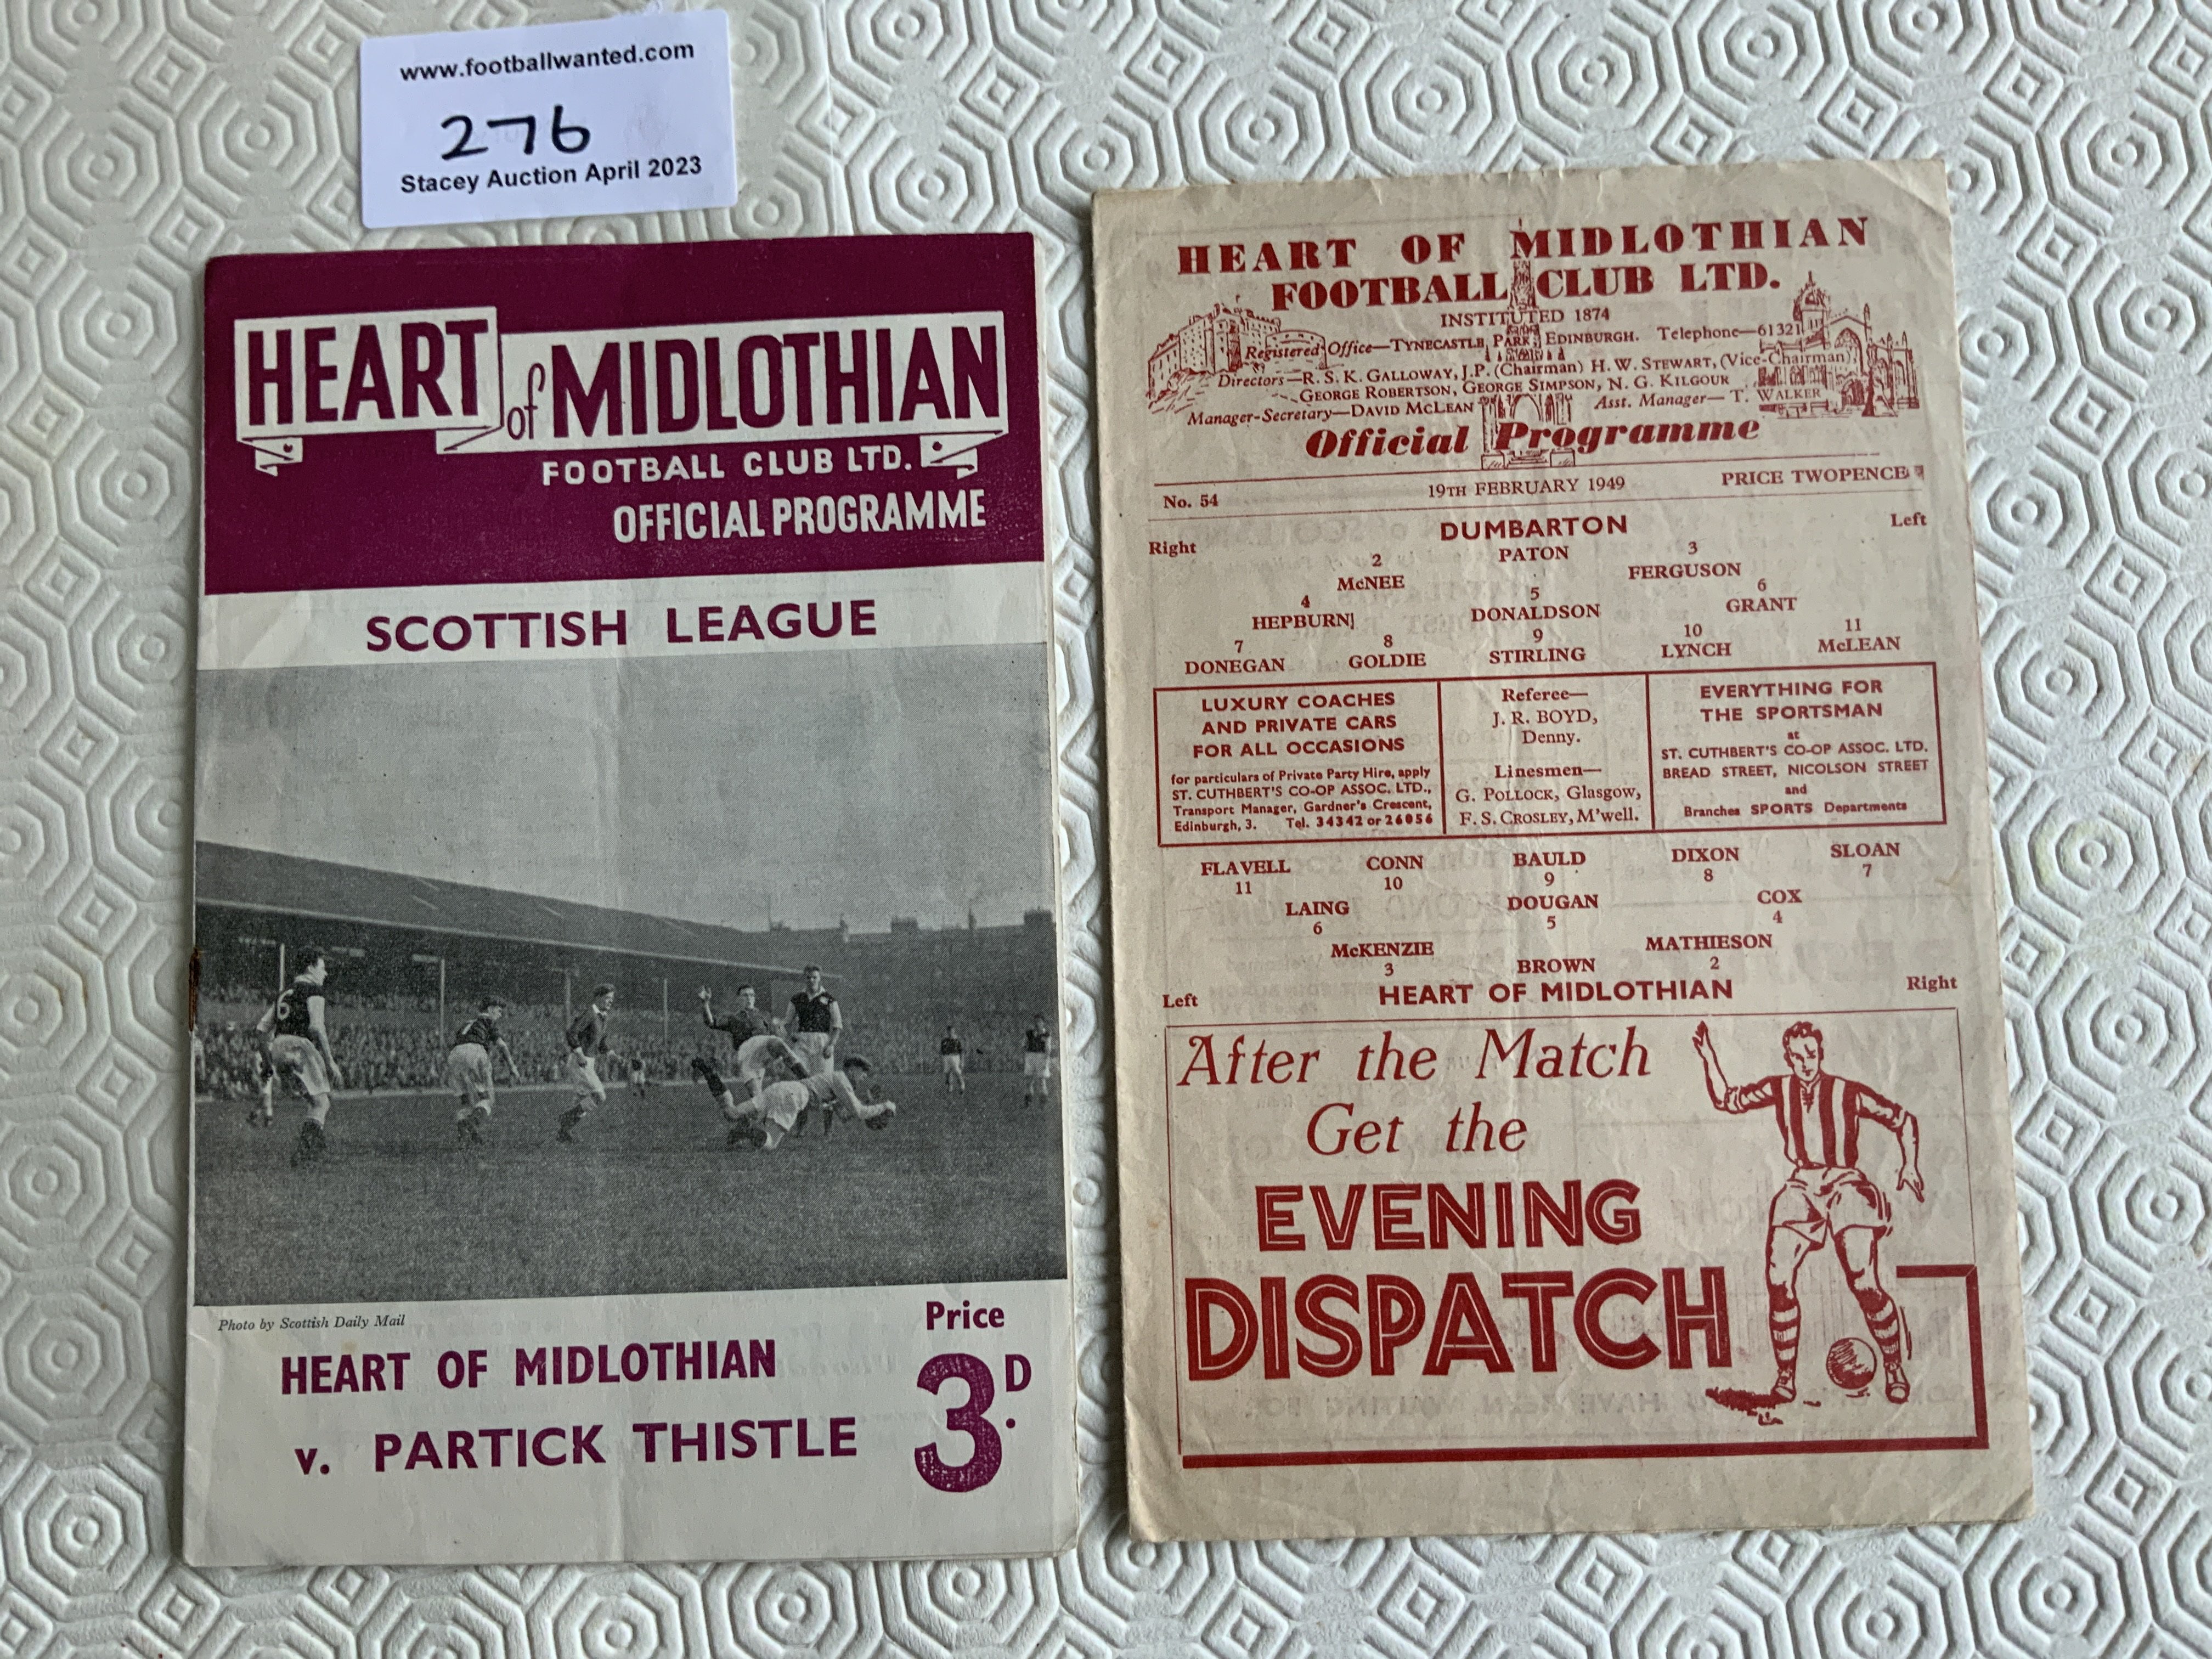 www.footballwanted.com
276
Stacey Auction April 2023
HEART of MIDLOTHIAN
FOOTBALL CLUB LTD.
OFFICIAL PROGRAMME
SCOTTISH LEAGUE
6
Photo by Scottish Daily Mail
Price
3D.
HEART OF MIDLOTHIAN
v. PARTICK THISTLE
HEART OF MIDLOTHIAN
FOOTBALL CLUB LTD.
INSTITUTED 1874
Registered Office—TYNECASTLE PARK, EDINBURGH. Telephone—61321
Directors—R. S. K. GALLOWAY, J.P. (Chairman) H. W. STEWART, (Vice-Chairman),
GEORGE ROBERTSON, GEORGE SIMPSON, N. G. KILGOUR
Manager-Secretary—DAVID McLEAN Asst. Manager— T. WALKER
Official Programme
No. 54 19TH FEBRUARY 1949 PRICE TWOPENCE
DUMBARTON
Right Left
PATON
2 3
McNEE FERGUSON
4 5 6
HEPBURN DONALDSON GRANT
7 8 9 10 11
DONEGAN GOLDIE STIRLING LYNCH McLEAN
LUXURY COACHES
AND PRIVATE CARS
FOR ALL OCCASIONS
for particulars of Private Party Hire, apply
ST. CUTHBERT'S CO-OP ASSOC. LTD.,
Transport Manager, Gardner's Crescent,
Edinburgh, 3. Tel. 34342 or 26056
Referee—
J. R. BOYD,
Denny.
Linesmen—
G. POLLOCK, Glasgow,
F. S. CROSLEY, M'well.
EVERYTHING FOR
THE SPORTSMAN
at
ST. CUTHBERT'S CO-OP ASSOC. LTD.
BREAD STREET, NICOLSON STREET
and
Branches SPORTS Departments
FLAVELL CONN BAULD DIXON SLOAN
11 10 9 8 7
LAING DOUGAN COX
6 5 4
McKENZIE MATHIESON
3 BROWN 2
Left HEART OF MIDLOTHIAN Right
After the Match
Get the
EVENING
DISPATCH